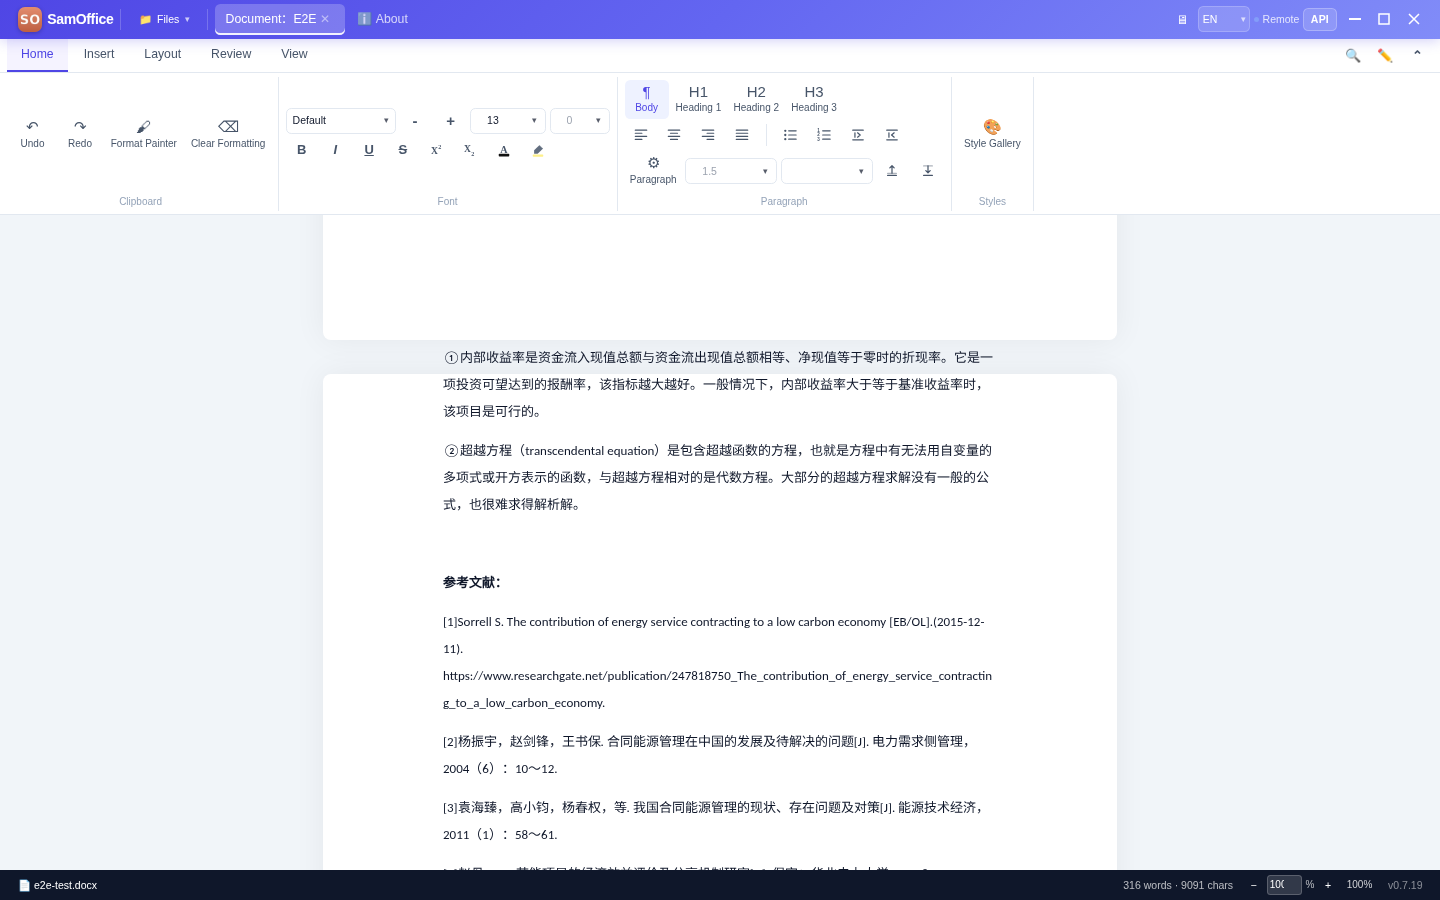 SO SamOffice 📁 Files ▾ Document: E2E ✕ ℹ️ About 🖥 EN ▾ Remote API
Home Insert Layout Review View
Undo Redo Format Painter Clear Formatting
Clipboard
Default 13 0
- +
B I U S X² X₂ A
Font
¶ H1 H2 H3
Body Heading 1 Heading 2 Heading 3
Paragraph 1.5
Paragraph
Style Gallery
Styles
①内部收益率是资金流入现值总额与资金流出现值总额相等、净现值等于零时的折现率。它是一
项投资可望达到的报酬率，该指标越大越好。一般情况下，内部收益率大于等于基准收益率时，
该项目是可行的。
②超越方程（transcendental equation）是包含超越函数的方程，也就是方程中有无法用自变量的
多项式或开方表示的函数，与超越方程相对的是代数方程。大部分的超越方程求解没有一般的公
式，也很难求得解析解。
参考文献：
[1]Sorrell S. The contribution of energy service contracting to a low carbon economy [EB/OL].(2015-12-
11).
https://www.researchgate.net/publication/247818750_The_contribution_of_energy_service_contractin
g_to_a_low_carbon_economy.
[2]杨振宇，赵剑锋，王书保. 合同能源管理在中国的发展及待解决的问题[J]. 电力需求侧管理，
2004（6）：10～12.
[3]袁海臻，高小钧，杨春权，等. 我国合同能源管理的现状、存在问题及对策[J]. 能源技术经济，
2011（1）：58～61.
📄 e2e-test.docx 316 words · 9091 chars − 100 % + 100% v0.7.19